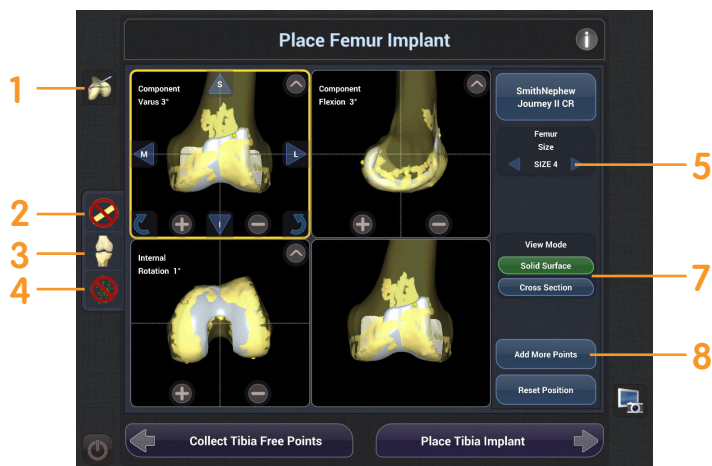 Place Femur Implant
i
1
Component
Varus 3°
S
M
L
I
Component
Flexion 3°
SmithNephew
Journey II CR
Femur
Size
SIZE 4
5
2
3
4
Internal
Rotation 1°
View Mode
Solid Surface
Cross Section
7
Add More Points
8
Reset Position
Collect Tibia Free Points
Place Tibia Implant